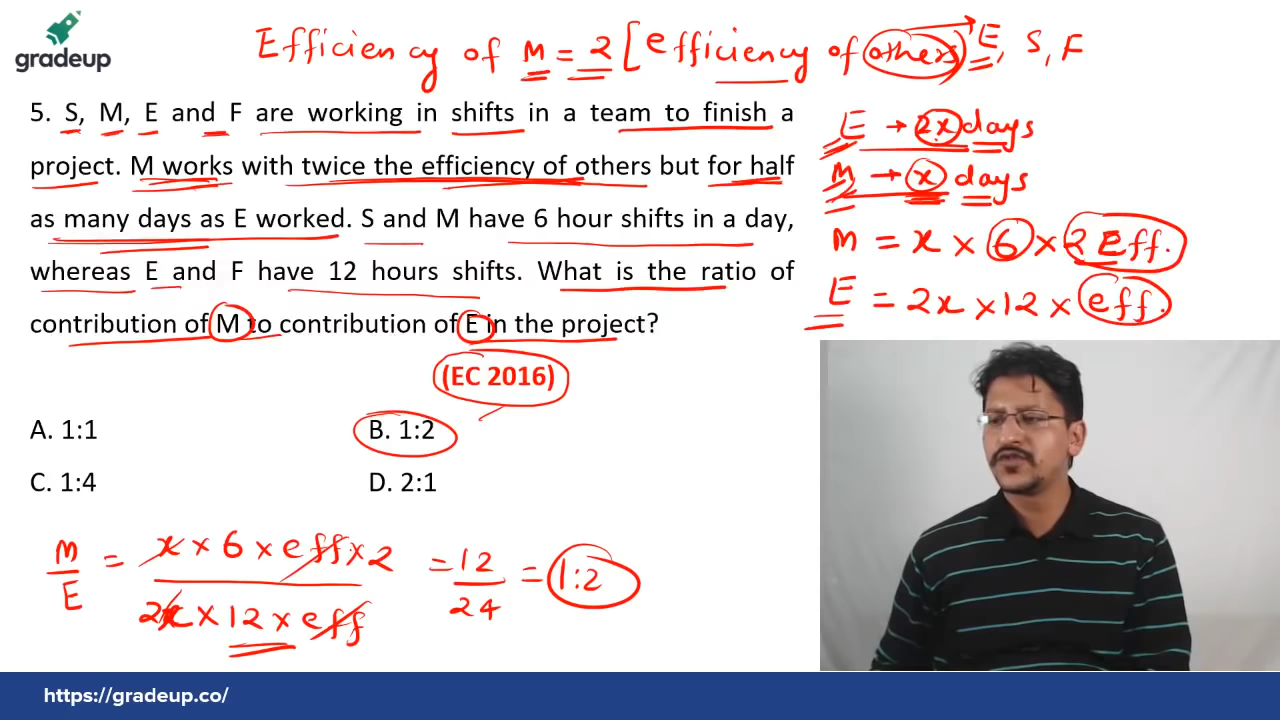 gradeup
Efficiency of M = 2 [efficiency of others) E, S, F
5. S, M, E and F are working in shifts in a team to finish a
project. M works with twice the efficiency of others but for half
as many days as E worked. S and M have 6 hour shifts in a day,
whereas E and F have 12 hours shifts. What is the ratio of
contribution of M to contribution of E in the project?
(EC 2016)
A. 1:1
B. 1:2
C. 1:4
D. 2:1
E → 2x days
M → x days
M = x × 6 × 2 Eff.
E = 2x × 12 × eff.
M/E = x × 6 × eff × 2 / 2x × 12 × eff = 12/24 = 1:2
https://gradeup.co/